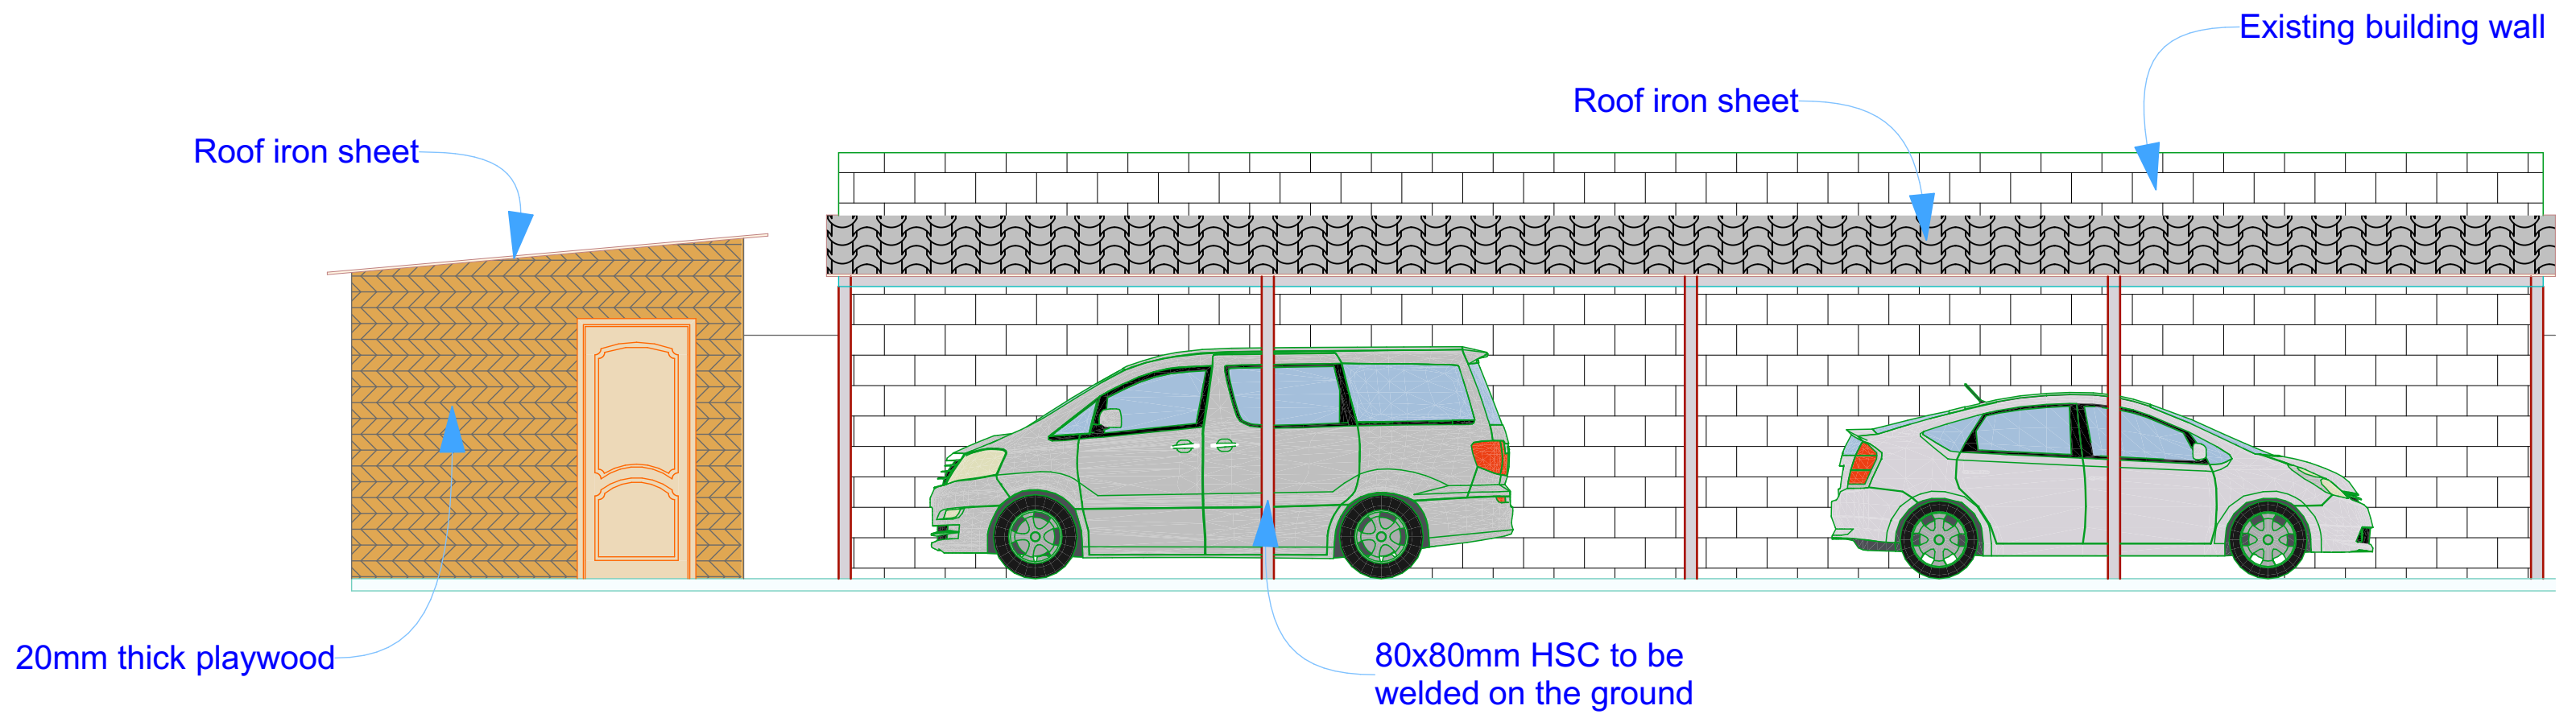 Existing building wall
Roof iron sheet
Roof iron sheet
20mm thick playwood
80x80mm HSC to be
welded on the ground